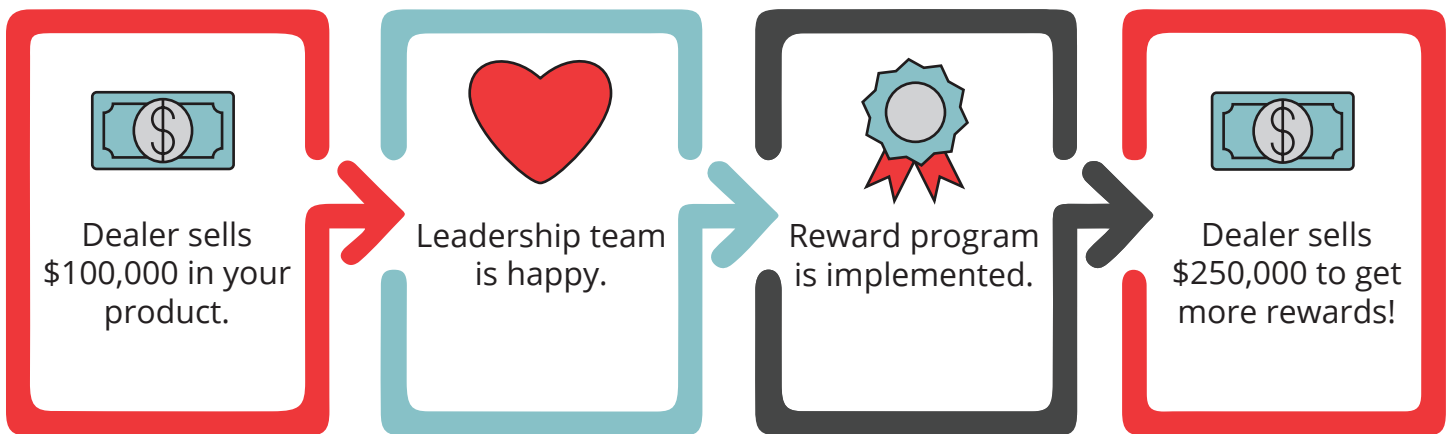 $
Dealer sells
$100,000 in your
product.
Leadership team
is happy.
Reward program
is implemented.
$
Dealer sells
$250,000 to get
more rewards!